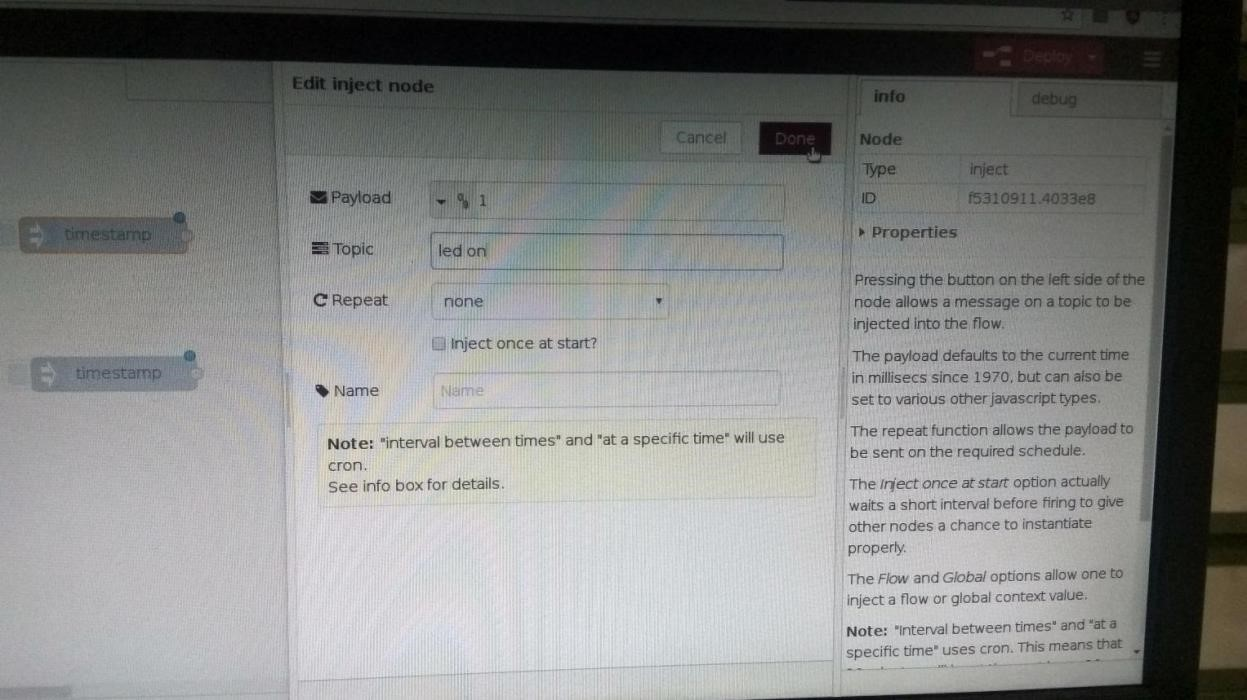 Deploy
Edit inject node
info
debug
Cancel
Done
Node
Type inject
ID f5310911.4033e8
Properties
timestamp
timestamp
Payload 1
Topic led on
Repeat none
Inject once at start?
Name Name
Note: "interval between times" and "at a specific time" will use
cron.
See info box for details.
Pressing the button on the left side of the
node allows a message on a topic to be
injected into the flow.
The payload defaults to the current time
in millisecs since 1970, but can also be
set to various other javascript types.
The repeat function allows the payload to
be sent on the required schedule.
The Inject once at start option actually
waits a short interval before firing to give
other nodes a chance to instantiate
properly.
The Flow and Global options allow one to
inject a flow or global context value.
Note: "Interval between times" and "at a
specific time" uses cron. This means that